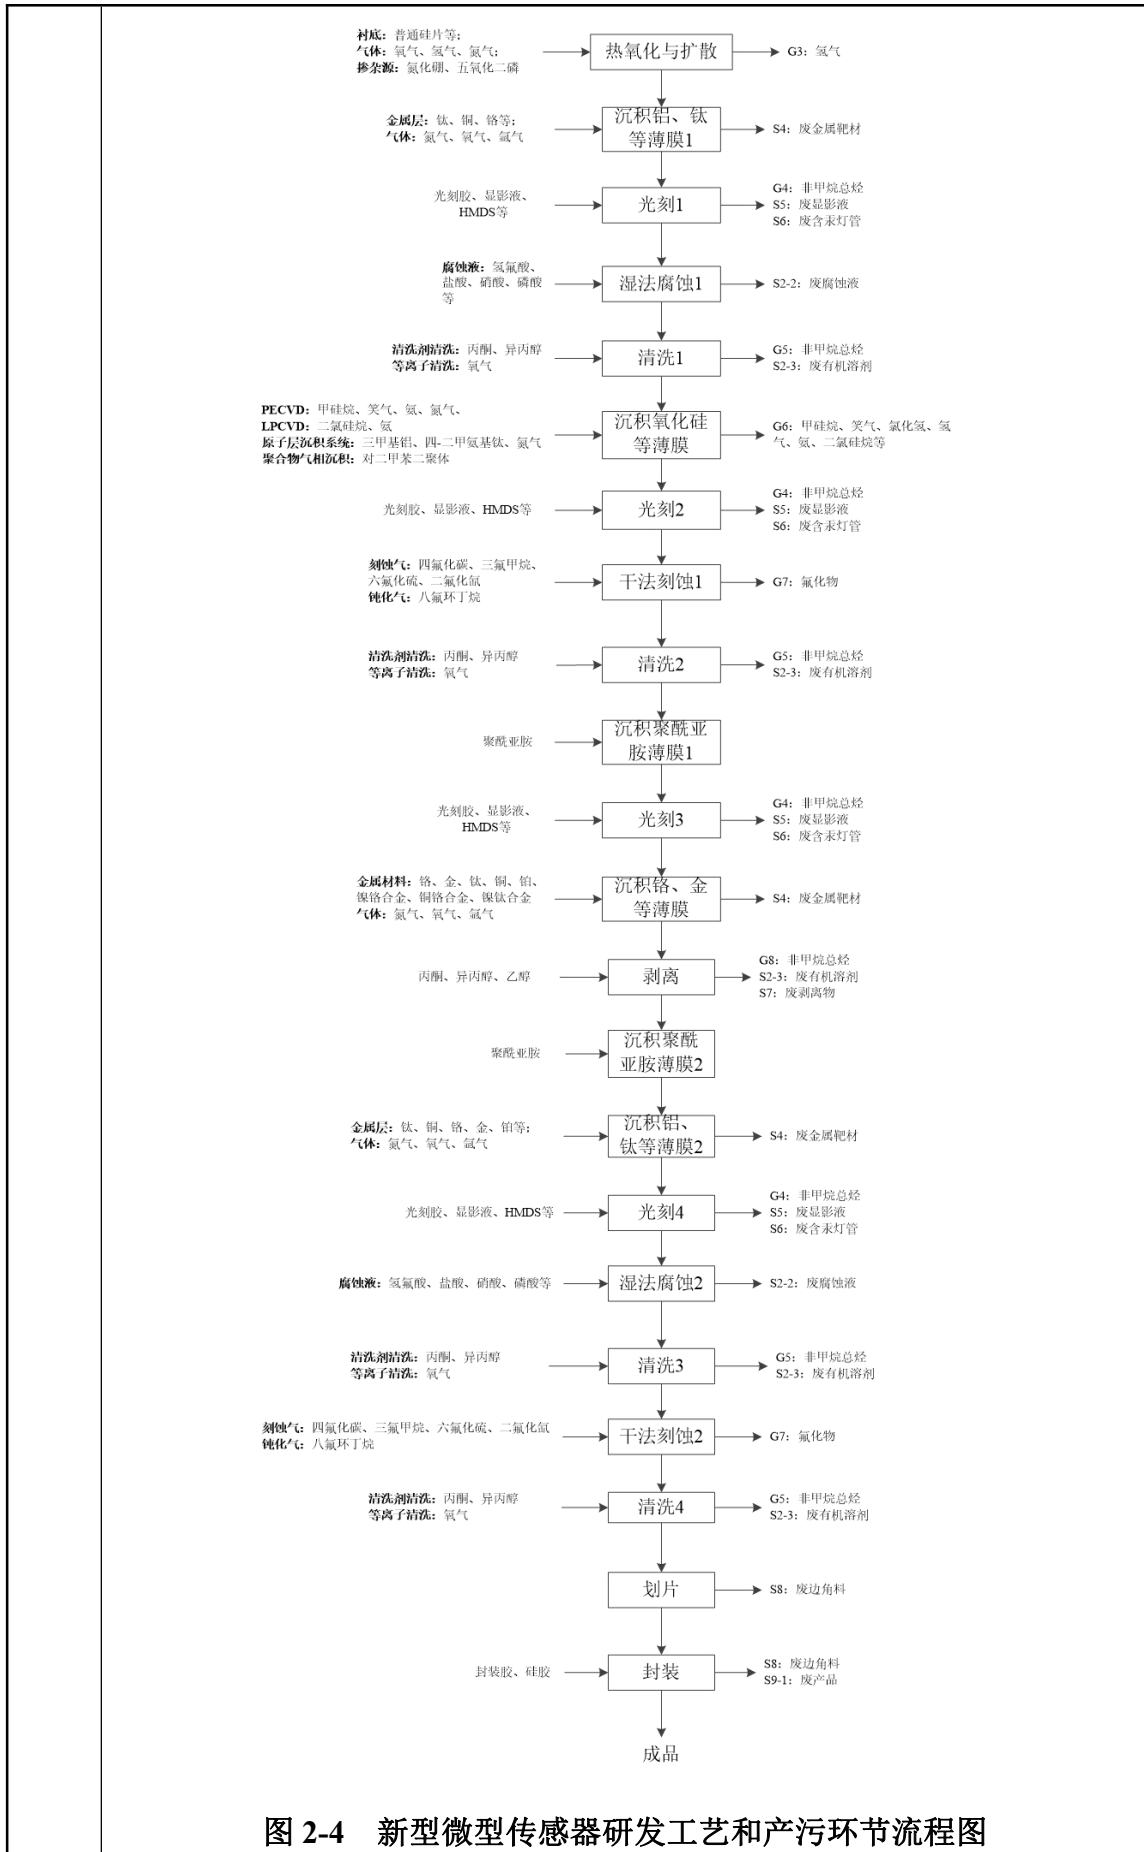 衬底：普通硅片等；
气体：氧气、氢气、氮气；
掺杂源：氮化硼、五氧化二磷
热氧化与扩散
G3：氢气
金属层：钛、铜、铬等；
气体：氮气、氧气、氩气
沉积铝、钛
等薄膜1
S4：废金属靶材
光刻胶、显影液、
HMDS等
光刻1
G4：非甲烷总烃
S5：废显影液
S6：废含汞灯管
腐蚀液：氢氟酸、
盐酸、硝酸、磷酸
等
湿法腐蚀1
S2-2：废腐蚀液
清洗剂清洗：丙酮、异丙醇
等离子清洗：氧气
清洗1
G5：非甲烷总烃
S2-3：废有机溶剂
PECVD：甲硅烷、笑气、氨、氮气、
LPCVD：二氯硅烷、氨
原子层沉积系统：三甲基铝、四-二甲氨基钛、氮气
聚合物气相沉积：对二甲苯二聚体
沉积氧化硅
等薄膜
G6：甲硅烷、笑气、氯化氢、氢
气、氨、二氯硅烷等
光刻胶、显影液、HMDS等
光刻2
G4：非甲烷总烃
S5：废显影液
S6：废含汞灯管
刻蚀气：四氟化碳、三氟甲烷、
六氟化硫、二氟化氙
钝化气：八氟环丁烷
干法刻蚀1
G7：氟化物
清洗剂清洗：丙酮、异丙醇
等离子清洗：氧气
清洗2
G5：非甲烷总烃
S2-3：废有机溶剂
聚酰亚胺
沉积聚酰亚
胺薄膜1
光刻胶、显影液、
HMDS等
光刻3
G4：非甲烷总烃
S5：废显影液
S6：废含汞灯管
金属材料：铬、金、钛、铜、铂、
镍铬合金、铜铬合金、镍钛合金
气体：氮气、氧气、氩气
沉积铬、金
等薄膜
S4：废金属靶材
丙酮、异丙醇、乙醇
剥离
G8：非甲烷总烃
S2-3：废有机溶剂
S7：废剥离物
聚酰亚胺
沉积聚酰
亚胺薄膜2
金属层：钛、铜、铬、金、铂等；
气体：氮气、氧气、氩气
沉积铝、
钛等薄膜2
S4：废金属靶材
光刻胶、显影液、HMDS等
光刻4
G4：非甲烷总烃
S5：废显影液
S6：废含汞灯管
腐蚀液：氢氟酸、盐酸、硝酸、磷酸等
湿法腐蚀2
S2-2：废腐蚀液
清洗剂清洗：丙酮、异丙醇
等离子清洗：氧气
清洗3
G5：非甲烷总烃
S2-3：废有机溶剂
刻蚀气：四氟化碳、三氟甲烷、六氟化硫、二氟化氙
钝化气：八氟环丁烷
干法刻蚀2
G7：氟化物
清洗剂清洗：丙酮、异丙醇
等离子清洗：氧气
清洗4
G5：非甲烷总烃
S2-3：废有机溶剂
划片
S8：废边角料
封装胶、硅胶
封装
S8：废边角料
S9-1：废产品
成品
图 2-4 新型微型传感器研发工艺和产污环节流程图